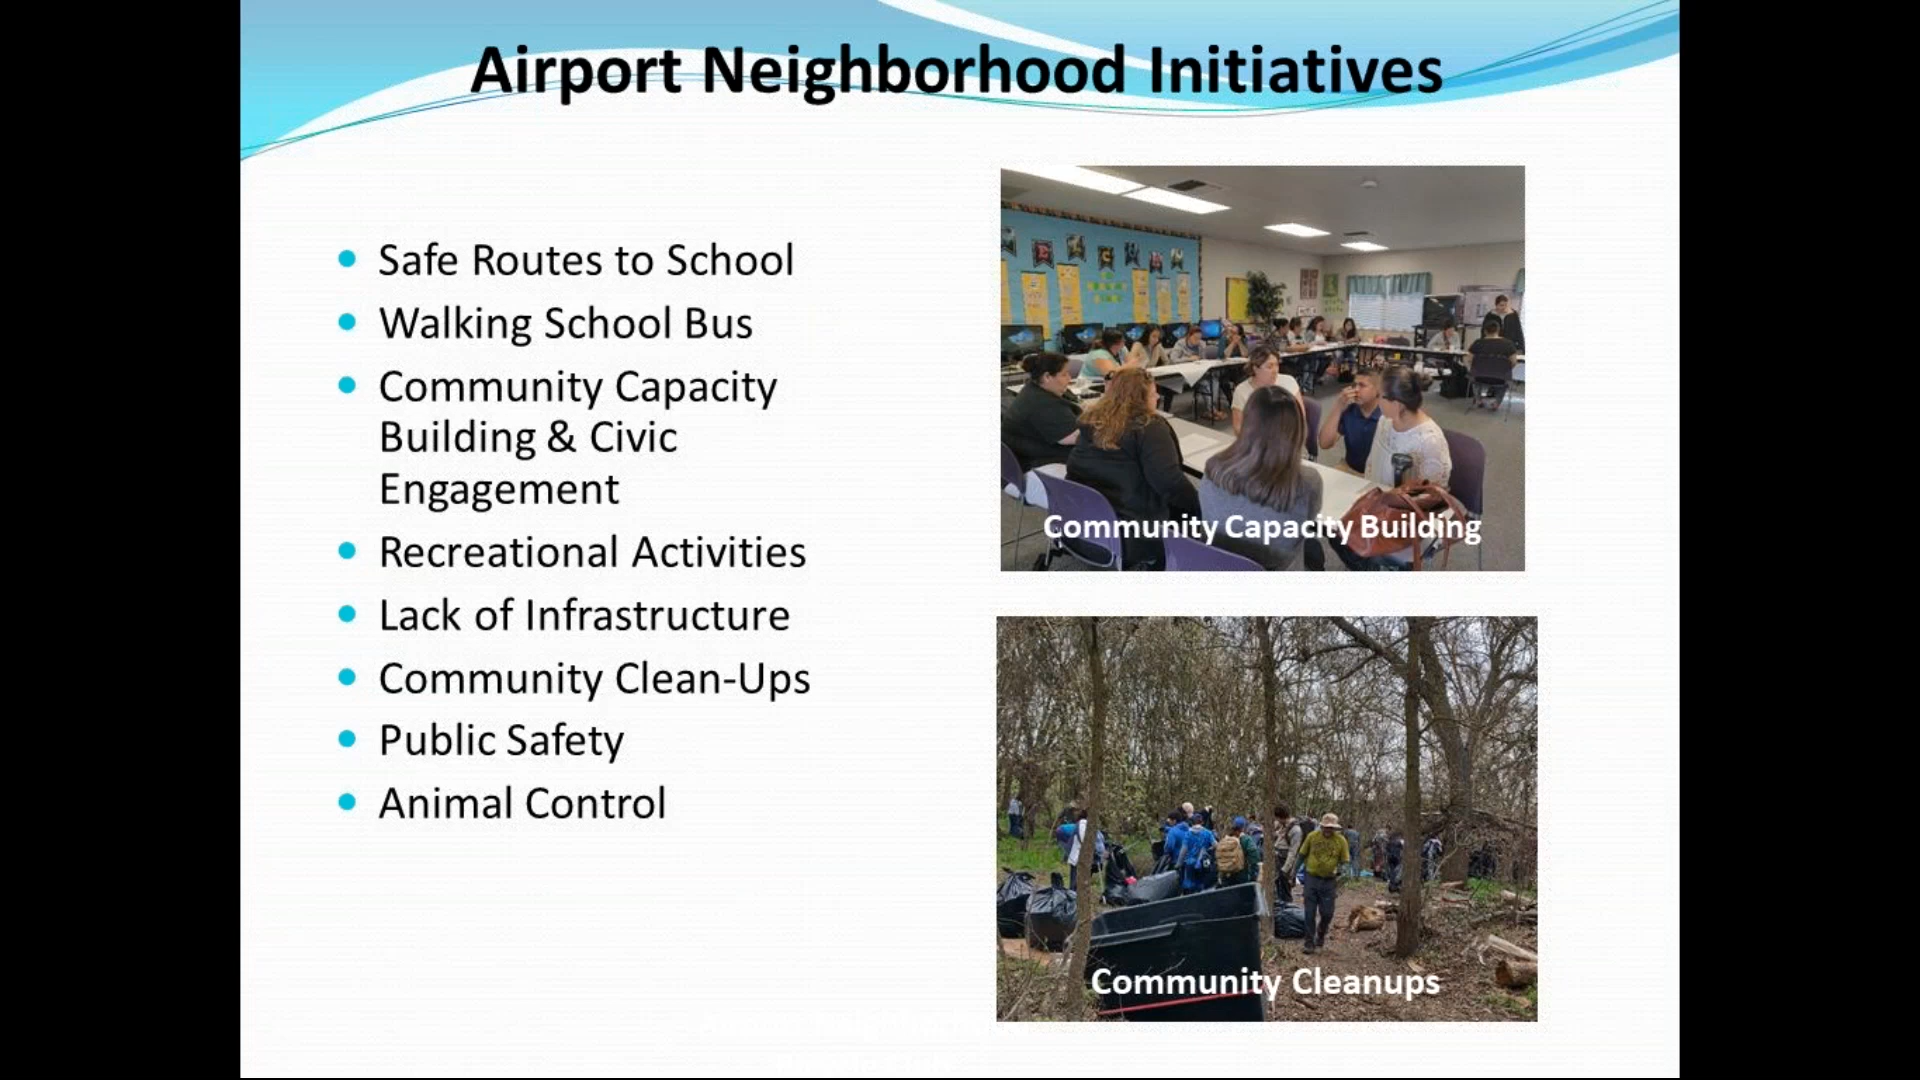 Airport Neighborhood Initiatives
Safe Routes to School
Walking School Bus
Community Capacity
Building & Civic
Engagement
Recreational Activities
Lack of Infrastructure
Community Clean-Ups
Public Safety
Animal Control
Community Capacity Building
Community Cleanups